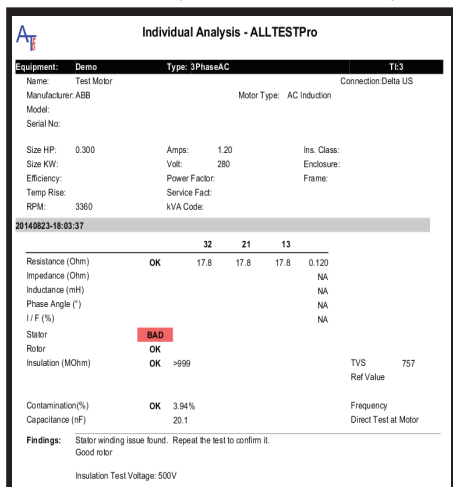 ATPro
Individual Analysis - ALLTESTPro
Equipment: Demo Type: 3PhaseAC TI:3
Name: Test Motor Connection:Delta US
Manufacturer: ABB Motor Type: AC Induction
Model:
Serial No:
Size HP: 0.300 Amps: 1.20 Ins. Class:
Size KW: Volt: 280 Enclosure:
Efficiency: Power Factor: Frame:
Temp Rise: Service Fact:
RPM: 3360 kVA Code:
20140823-18:03:37
32 21 13
Resistance (Ohm) OK 17.8 17.8 17.8 0.120
Impedance (Ohm) NA
Inductance (mH) NA
Phase Angle (°) NA
I / F (%) NA
Stator BAD
Rotor OK
Insulation (MOhm) OK >999 TVS 757
Ref Value
Contamination(%) OK 3.94% Frequency
Capacitance (nF) 20.1 Direct Test at Motor
Findings: Stator winding issue found. Repeat the test to confirm it.
Good rotor
Insulation Test Voltage: 500V